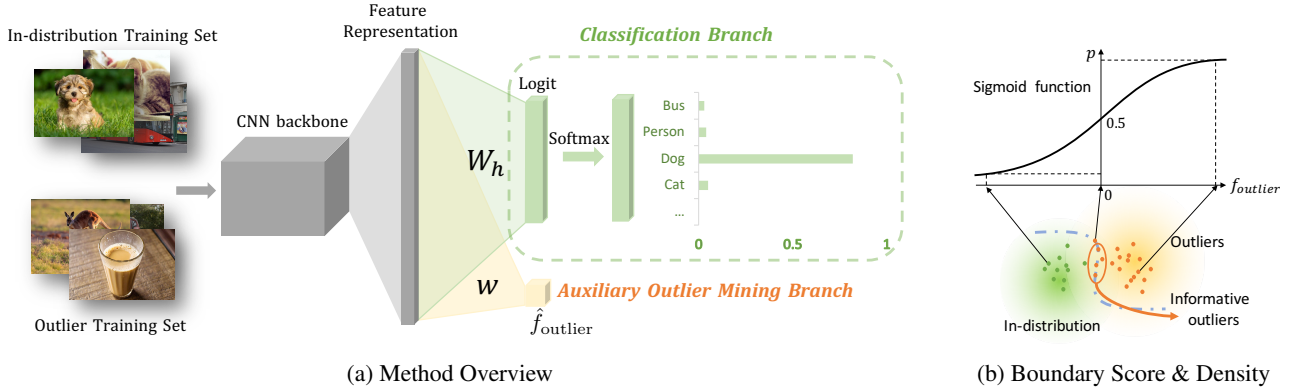 In-distribution Training Set
Outlier Training Set
CNN backbone
Feature
Representation
W_h
w
Classification Branch
Logit
Softmax
Bus
Person
Dog
Cat
...
0
0.5
1
Auxiliary Outlier Mining Branch
f̂_outlier
(a) Method Overview
p
Sigmoid function
0.5
0
f_outlier
Outliers
In-distribution
Informative
outliers
(b) Boundary Score & Density